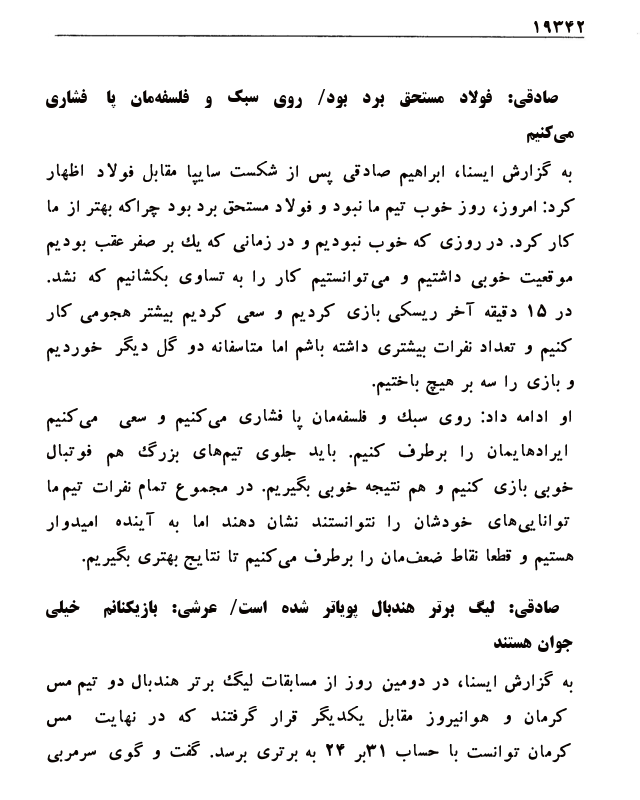 ۱۹۳۴۲
صادقی: فولاد مستحق برد بود/ روی سبک و فلسفه‌مان پا فشاری
می‌کنیم
به گزارش ایسنا، ابراهیم صادقی پس از شکست سایپا مقابل فولاد اظهار
کرد: امروز، روز خوب تیم ما نبود و فولاد مستحق برد بود چراکه بهتر از ما
کار کرد. در روزی که خوب نبودیم و در زمانی که یك بر صفر عقب بودیم
موقعیت خوبی داشتیم و می‌توانستیم کار را به تساوی بکشانیم که نشد.
در ۱۵ دقیقه آخر ریسکی بازی کردیم و سعی کردیم بیشتر هجومی کار
کنیم و تعداد نفرات بیشتری داشته باشم اما متاسفانه دو گل دیگر خوردیم
و بازی را سه بر هیچ باختیم.
او ادامه داد: روی سبك و فلسفه‌مان پا فشاری می‌کنیم و سعی می‌کنیم
ایرادهایمان را برطرف کنیم. باید جلوی تیم‌های بزرگ هم فوتبال
خوبی بازی کنیم و هم نتیجه خوبی بگیریم. در مجموع تمام نفرات تیم ما
توانایی‌های خودشان را نتوانستند نشان دهند اما به آینده امیدوار
هستیم و قطعا نقاط ضعف‌مان را برطرف می‌کنیم تا نتایج بهتری بگیریم.
صادقی: لیگ برتر هندبال پویاتر شده است/ عرشی: بازیکنانم خیلی
جوان هستند
به گزارش ایسنا، در دومین روز از مسابقات لیگ برتر هندبال دو تیم مس
کرمان و هوانیروز مقابل یکدیگر قرار گرفتند که در نهایت مس
کرمان توانست با حساب ۳۱بر ۲۴ به برتری برسد. گفت و گوی سرمربی